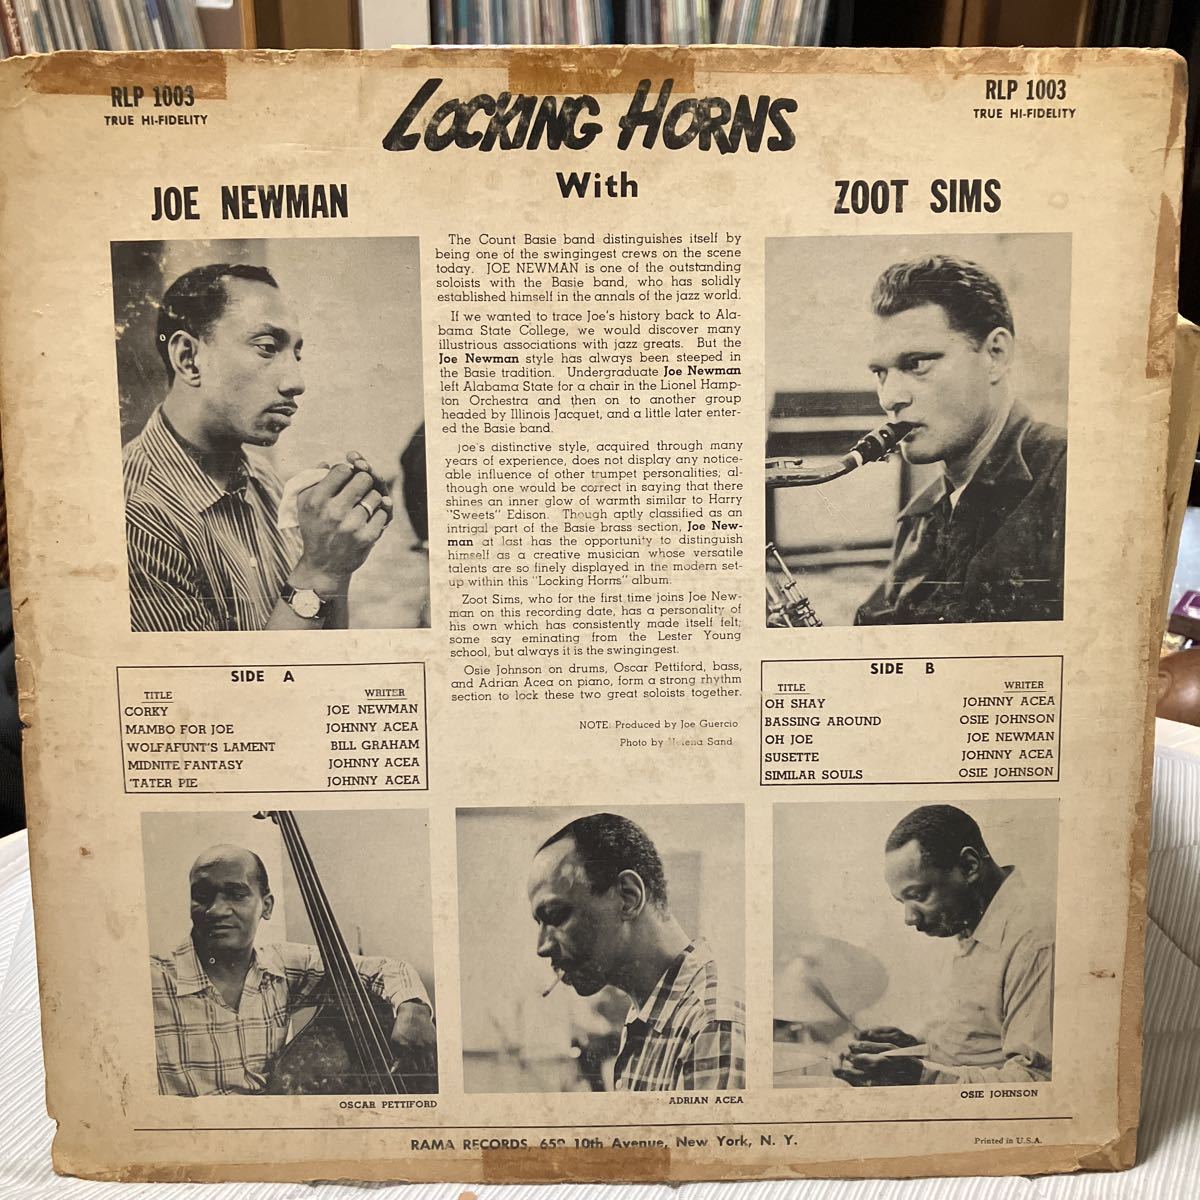 RLP 1003
TRUE HI-FIDELITY
LOCKING HORNS
RLP 1003
TRUE HI-FIDELITY
JOE NEWMAN
With
ZOOT SIMS
The Count Basie band distinguishes itself by
being one of the swingingest crews on the scene
today. JOE NEWMAN is one of the outstanding
soloists with the Basie band, who has solidly
established himself in the annals of the jazz world.
If we wanted to trace Joe's history back to Ala-
bama State College, we would discover many
illustrious associations with jazz greats. But the
Joe Newman style has always been steeped in
the Basie tradition. Undergraduate Joe Newman
left Alabama State for a chair in the Lionel Hamp-
ton Orchestra and then on to another group
headed by Illinois Jacquet, and a little later enter-
ed the Basie band.
Joe's distinctive style, acquired through many
years of experience, does not display any notice-
able influence of other trumpet personalities; al-
though one would be correct in saying that there
shines an inner glow of warmth similar to Harry
"Sweets" Edison. Though aptly classified as an
intrigal part of the Basie brass section, Joe New-
man at last has the opportunity to distinguish
himself as a creative musician whose versatile
talents are so finely displayed in the modern set-
up within this "Locking Horns" album.
Zoot Sims, who for the first time joins Joe New-
man on this recording date, has a personality of
his own which has consistently made itself felt;
some say eminating from the Lester Young
school, but always it is the swingingest.
Osie Johnson on drums, Oscar Pettiford, bass,
and Adrian Acea on piano, form a strong rhythm
section to lock these two great soloists together.
NOTE: Produced by Joe Guercio
Photo by Sand
SIDE A
TITLE WRITER
CORKY JOE NEWMAN
MAMBO FOR JOE JOHNNY ACEA
WOLFAFUNT'S LAMENT BILL GRAHAM
MIDNITE FANTASY JOHNNY ACEA
'TATER PIE JOHNNY ACEA
SIDE B
TITLE WRITER
OH SHAY JOHNNY ACEA
BASSING AROUND OSIE JOHNSON
OH JOE JOE NEWMAN
SUSETTE JOHNNY ACEA
SIMILAR SOULS OSIE JOHNSON
OSCAR PETTIFORD
ADRIAN ACEA
OSIE JOHNSON
RAMA RECORDS, 10th Avenue, New York, N. Y.
Printed in U.S.A.